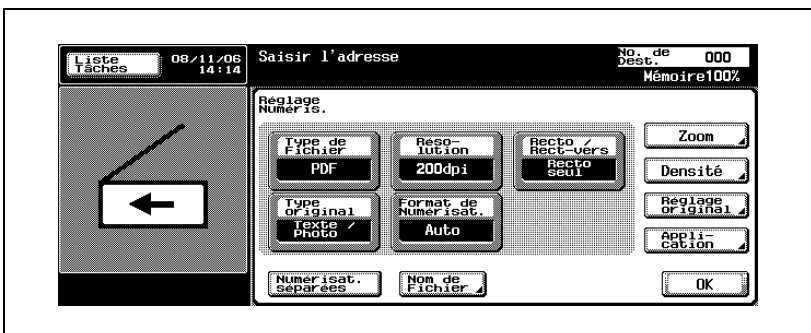 Liste
Tâches
08/11/06
14:14
Saisir l'adresse
No. de
Dest.
000
Mémoire100%
Réglage
Numéris.
Type de
Fichier
PDF
Réso-
lution
200dpi
Recto /
Rect-vers
Recto
seul
Type
original
Texte /
Photo
Format de
Numérisat.
Auto
Zoom
Densité
Réglage
original
Appli-
cation
Numérisat.
séparées
Nom de
Fichier
OK